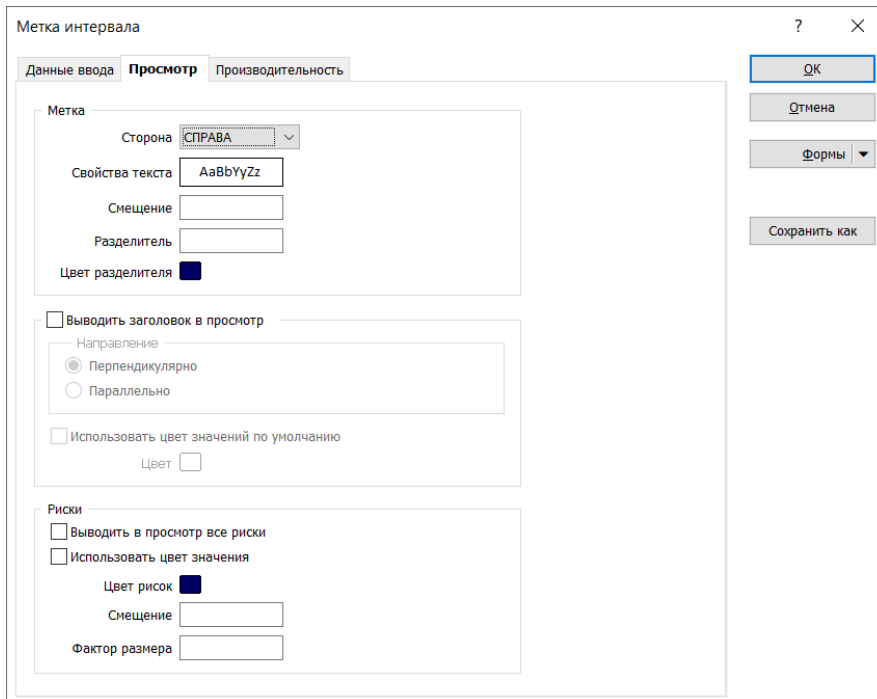 Метка интервала
?
Данные ввода Просмотр Производительность
OK
Отмена
Формы
Сохранить как
Метка
Сторона СПРАВА
Свойства текста AaBbYyZz
Смещение
Разделитель
Цвет разделителя
Выводить заголовок в просмотр
Направление
Перпендикулярно
Параллельно
Использовать цвет значений по умолчанию
Цвет
Риски
Выводить в просмотр все риски
Использовать цвет значения
Цвет рисок
Смещение
Фактор размера